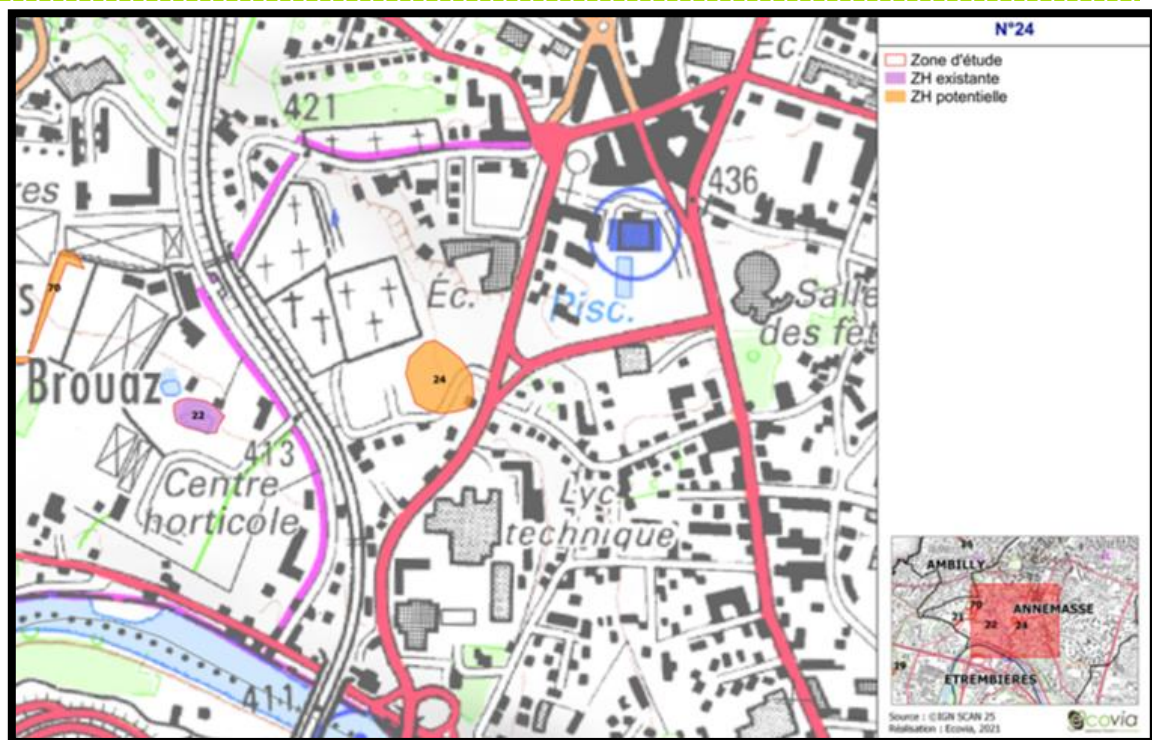 N°24
Zone d'étude
ZH existante
ZH potentielle
Éc.
421
436
res
70
s
Éc.
Pisc.
Salle
des fêt
24
Brouaz
22
413
Centre
horticole
Lyc.
technique
411
AMBILLY
70
ANNEMASSE
21
22
24
29
ETREMBIERES
Source : ©IGN SCAN 25
Réalisation : Ecovia, 2021
ecovia